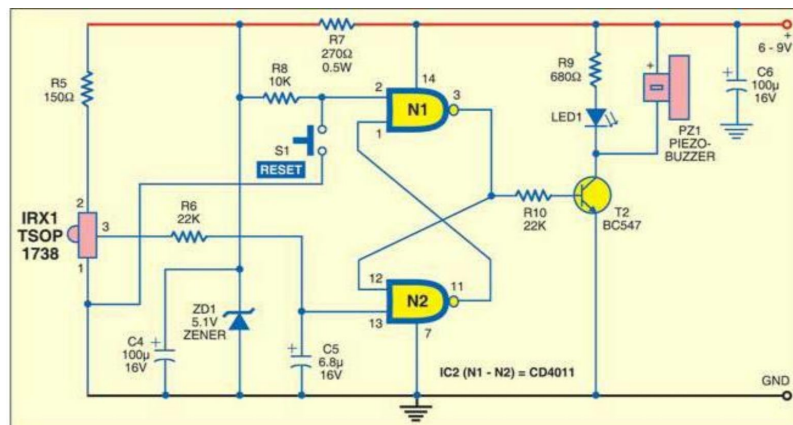 R7
270Ω
0.5W
+
6 - 9V
R5
150Ω
R8
10K
14
2
N1
3
1
R9
680Ω
LED1
+
PZ1
PIEZO-
BUZZER
+
C6
100µ
16V
S1
RESET
IRX1
TSOP
1738
2
3
1
R6
22K
R10
22K
T2
BC547
12
N2
11
13
7
ZD1
5.1V
ZENER
+
C4
100µ
16V
+
C5
6.8µ
16V
IC2 (N1 - N2) = CD4011
GND